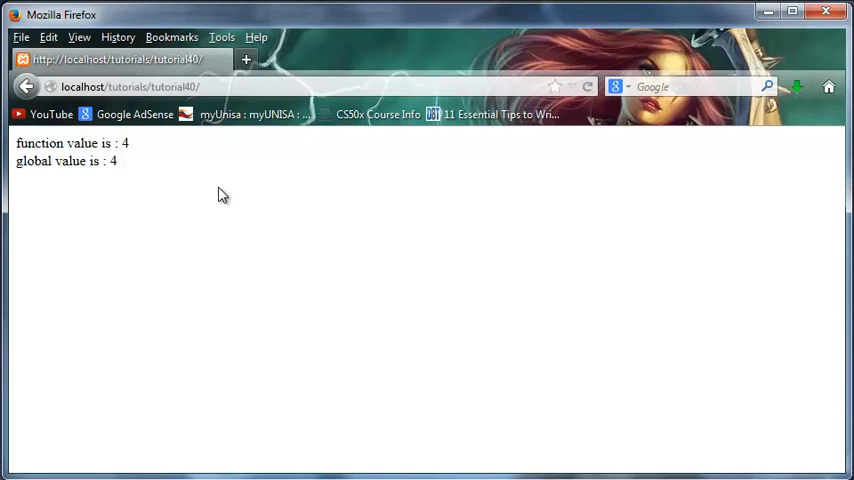 Mozilla Firefox
File Edit View History Bookmarks Tools Help
http://localhost/tutorials/tutorial40/ +
localhost/tutorials/tutorial40/ Google
YouTube Google AdSense myUnisa : myUNISA : ... CS50x Course Info 11 Essential Tips to Wri...
function value is : 4
global value is : 4